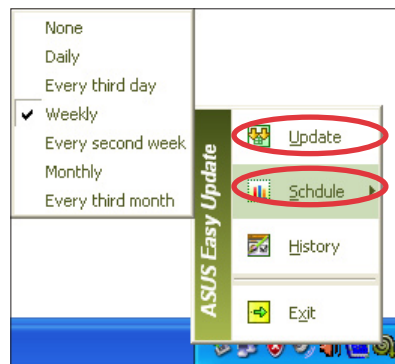 None
Daily
Every third day
Weekly
Every second week
Monthly
Every third month
ASUS Easy Update
Update
Schdule
History
Exit